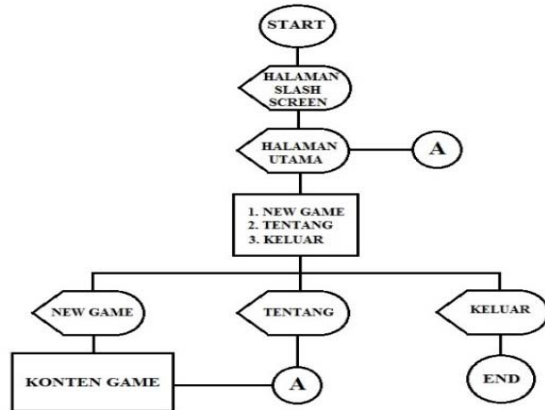 START
HALAMAN
SLASH
SCREEN
HALAMAN
UTAMA
A
1. NEW GAME
2. TENTANG
3. KELUAR
NEW GAME
TENTANG
KELUAR
KONTEN GAME
A
END